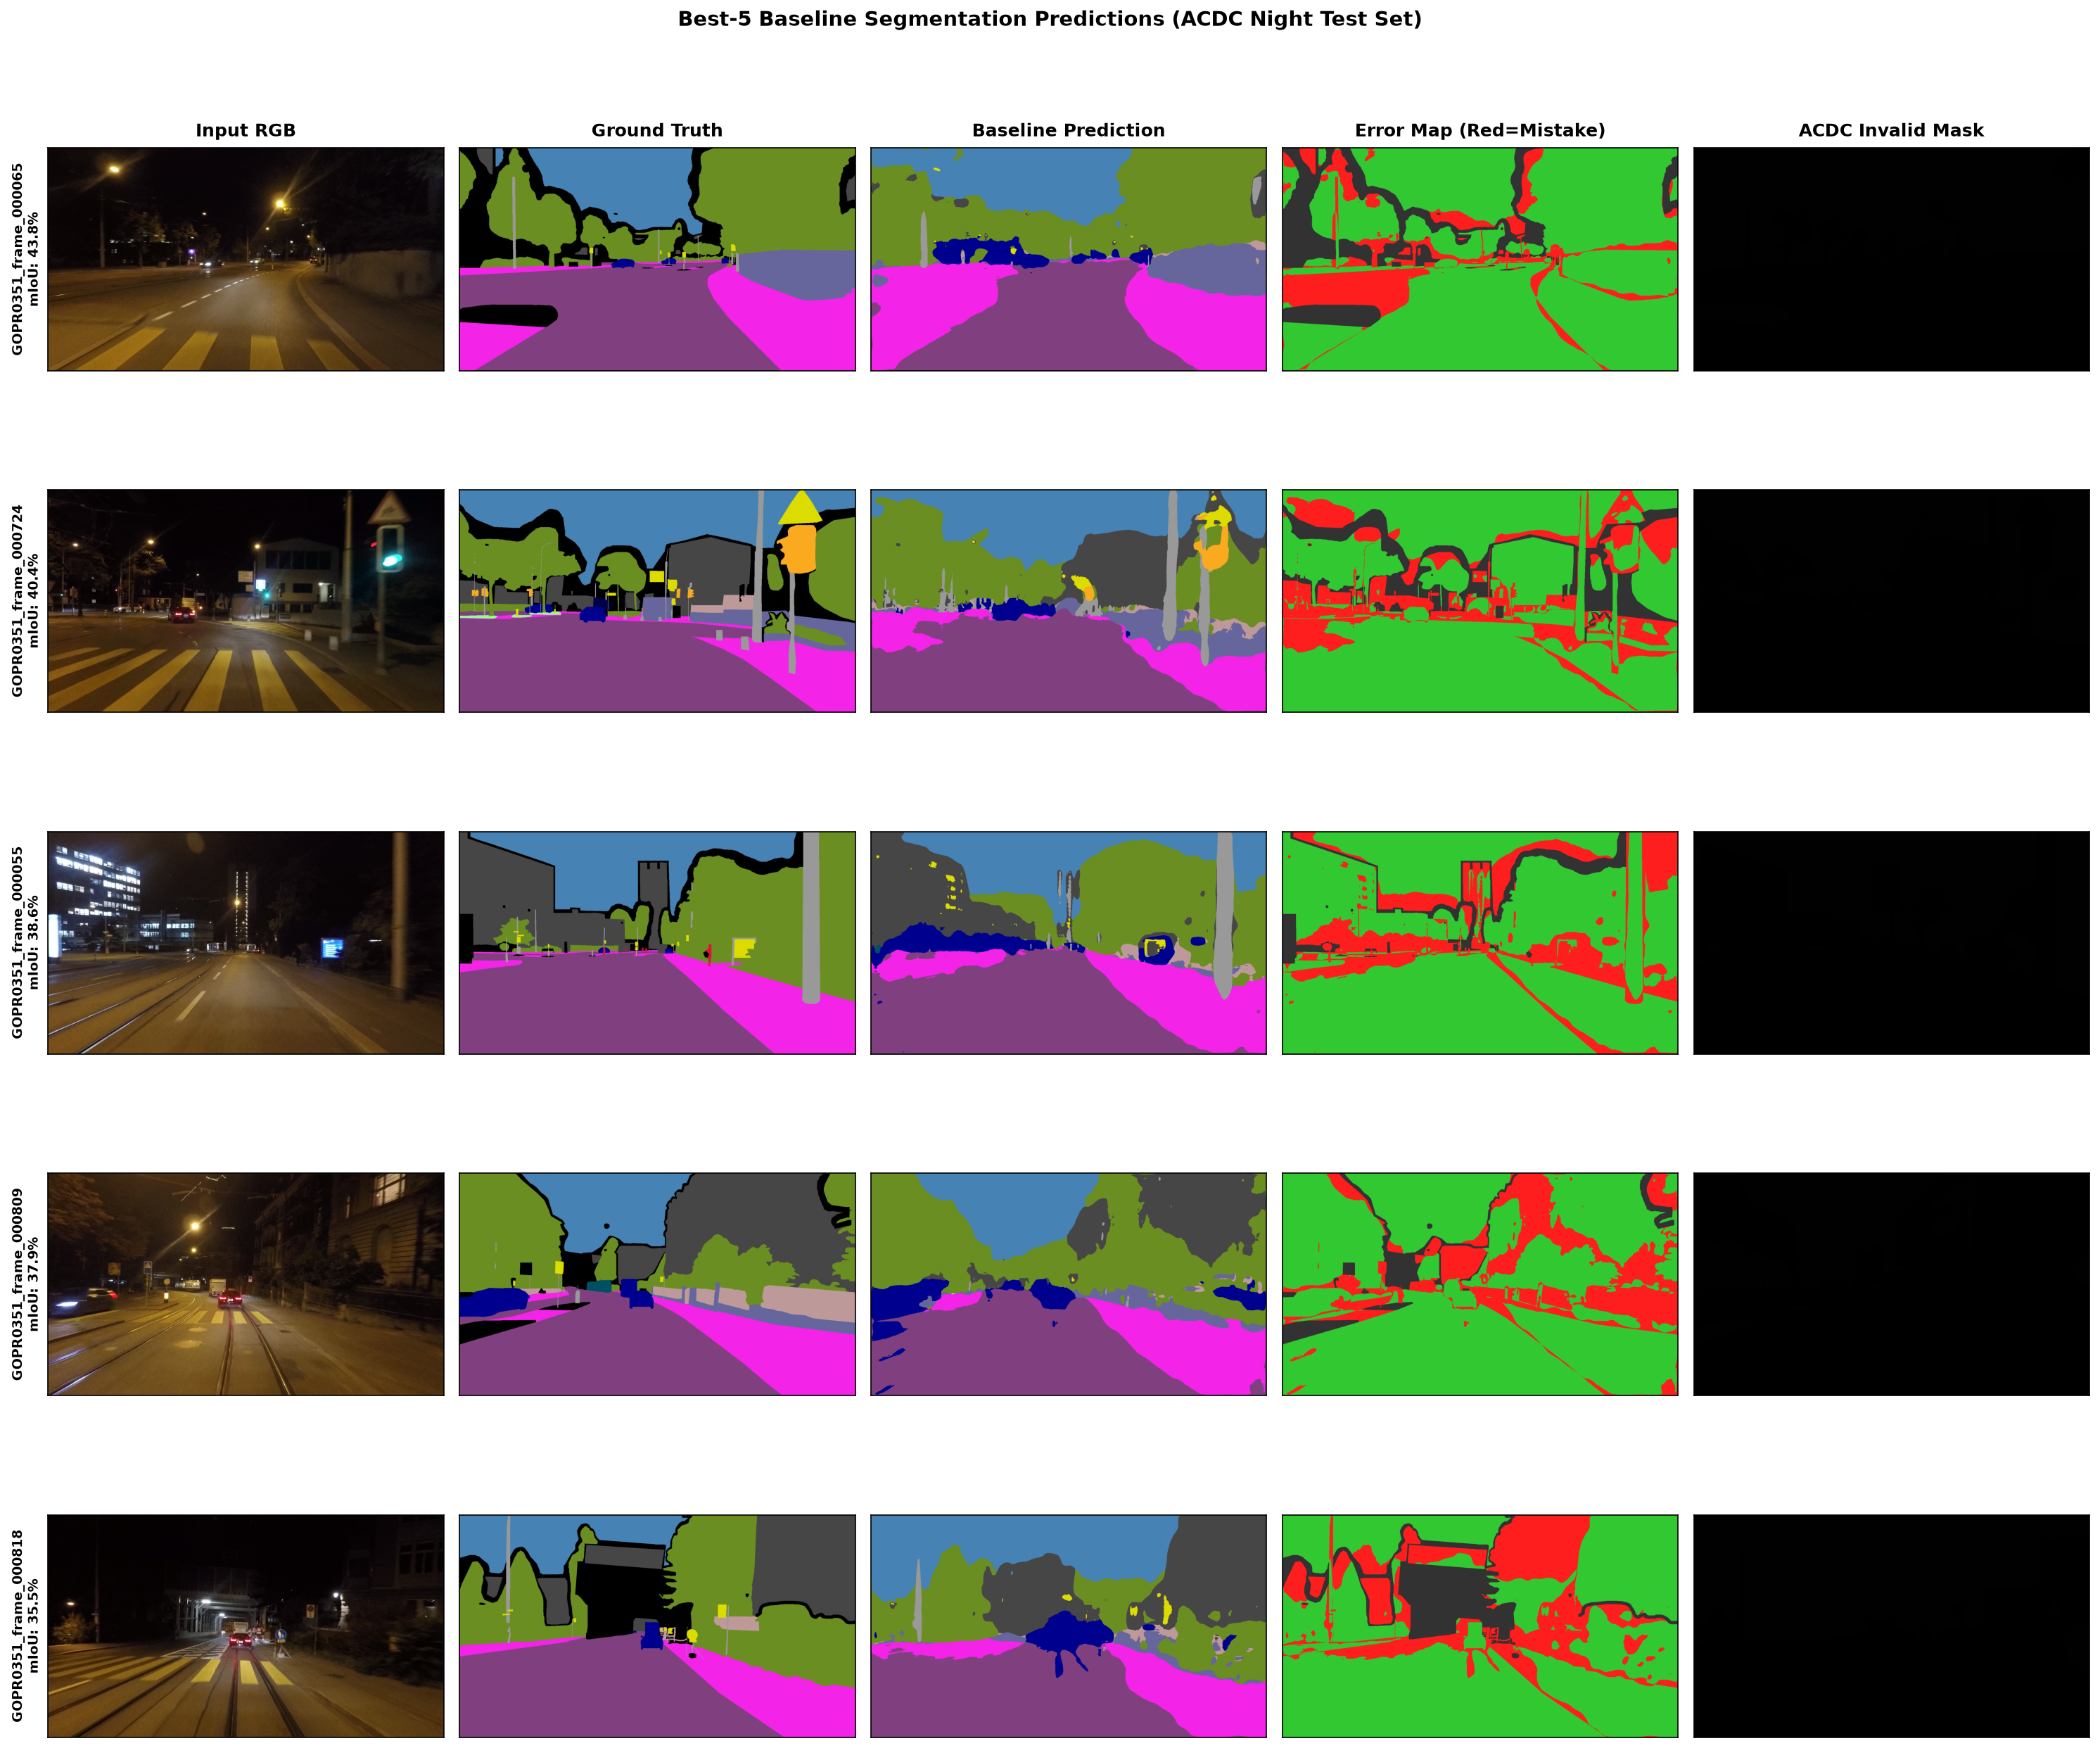 Best-5 Baseline Segmentation Predictions (ACDC Night Test Set)
Input RGB
Ground Truth
Baseline Prediction
Error Map (Red=Mistake)
ACDC Invalid Mask
GOPR0351_frame_000065
mIoU: 43.8%
GOPR0351_frame_000724
mIoU: 40.4%
GOPR0351_frame_000055
mIoU: 38.6%
GOPR0351_frame_000809
mIoU: 37.9%
GOPR0351_frame_000818
mIoU: 35.5%